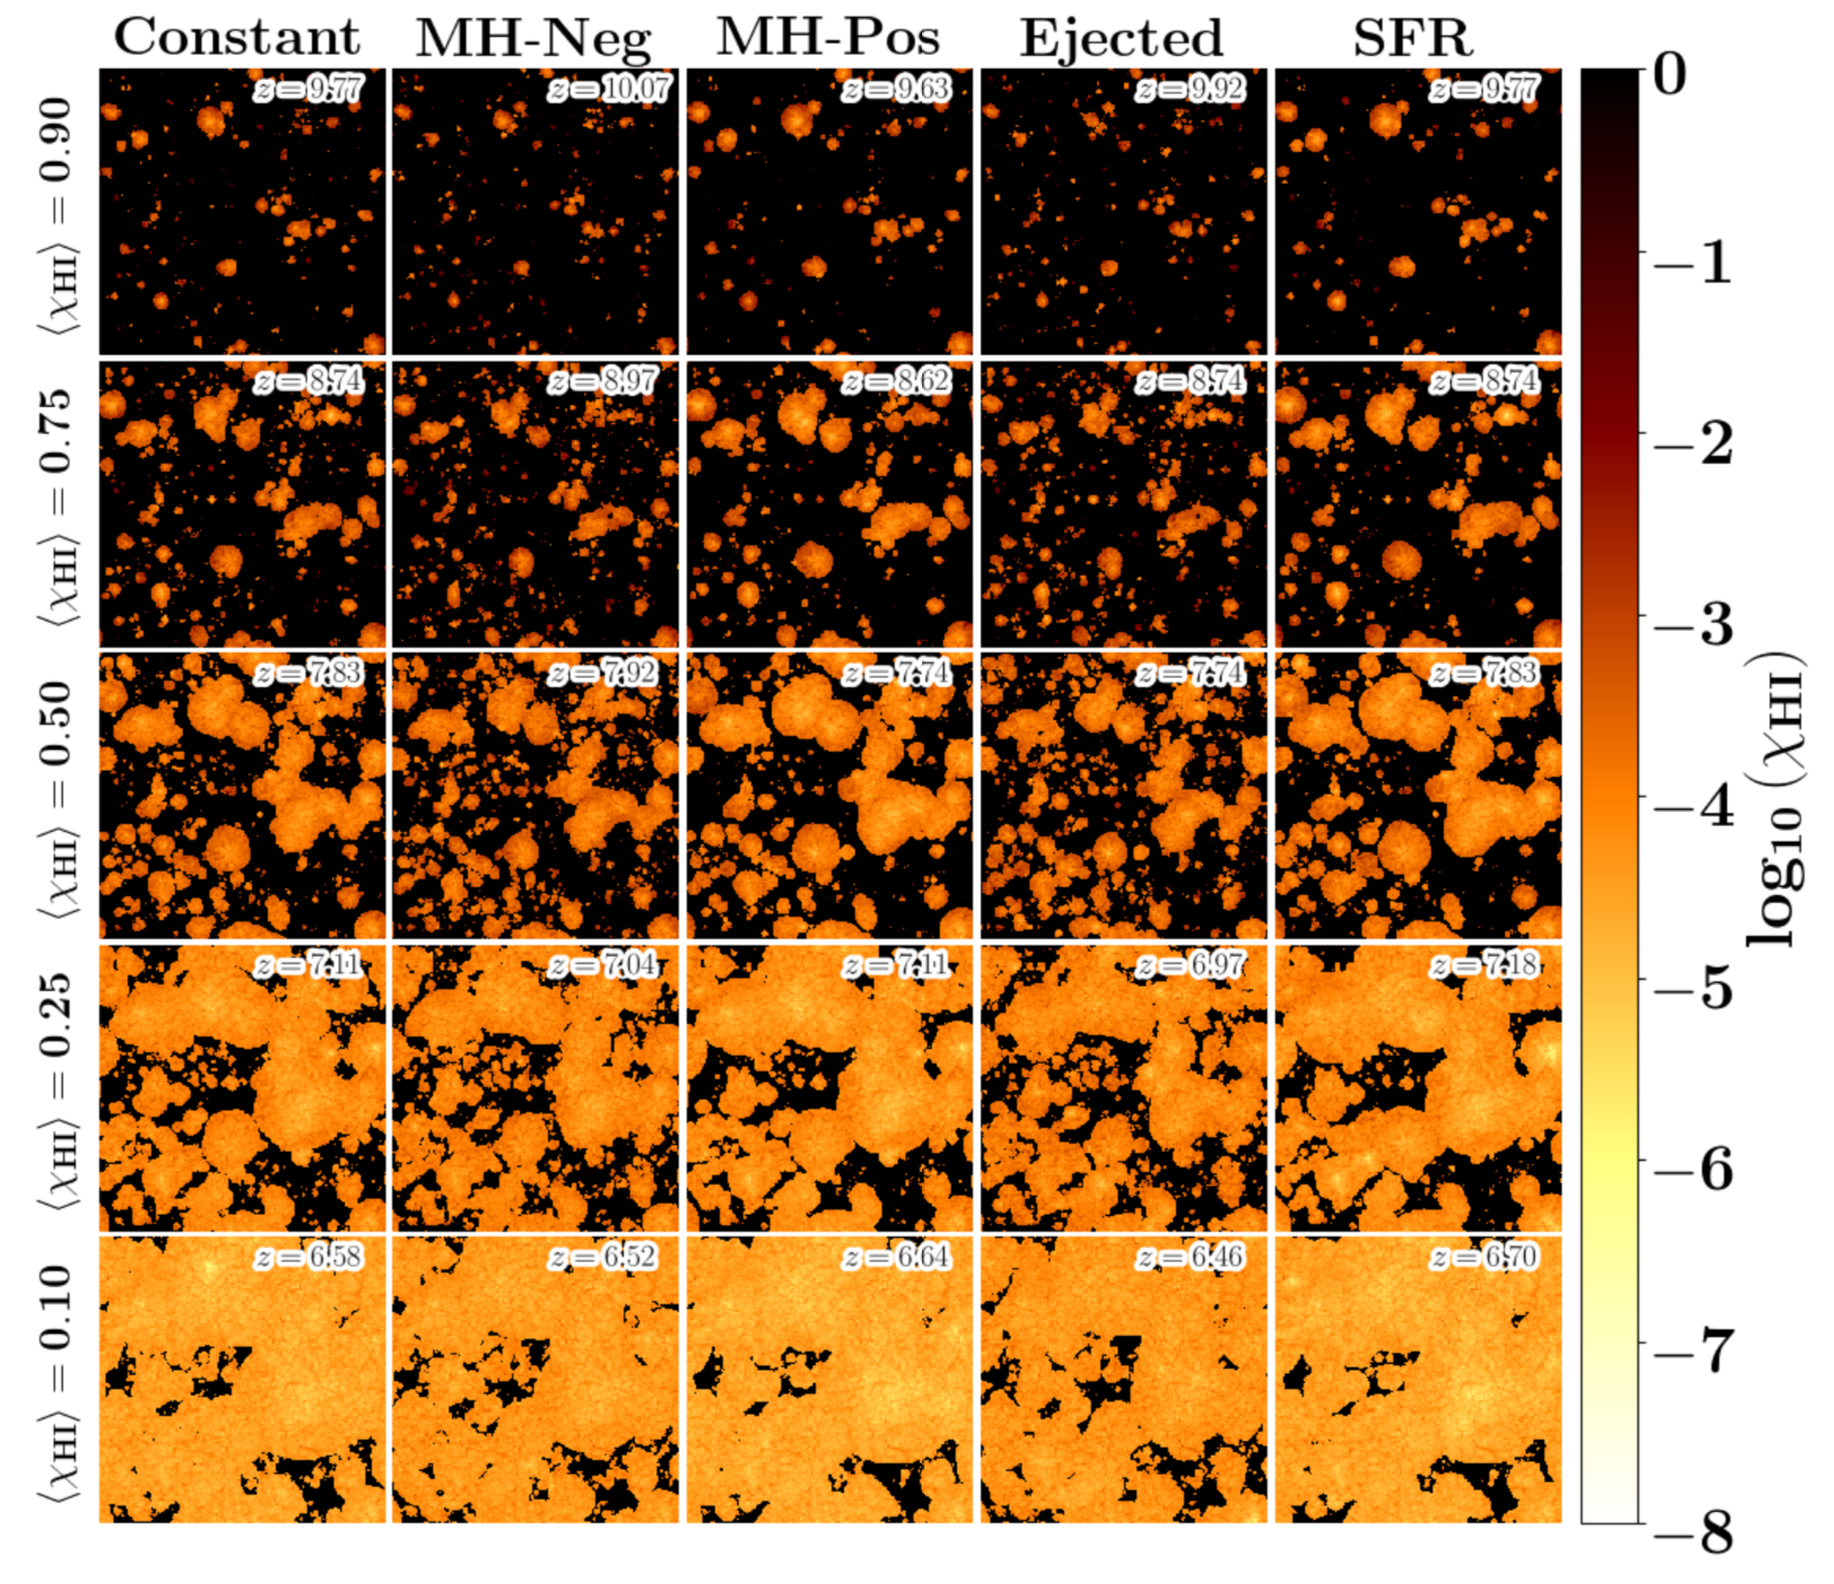 Constant MH-Neg MH-Pos Ejected SFR
⟨χHI⟩ = 0.90
z = 9.77 z = 10.07 z = 9.63 z = 9.92 z = 9.77
⟨χHI⟩ = 0.75
z = 8.74 z = 8.97 z = 8.62 z = 8.74 z = 8.74
⟨χHI⟩ = 0.50
z = 7.83 z = 7.92 z = 7.74 z = 7.74 z = 7.83
⟨χHI⟩ = 0.25
z = 7.11 z = 7.04 z = 7.11 z = 6.97 z = 7.18
⟨χHI⟩ = 0.10
z = 6.58 z = 6.52 z = 6.64 z = 6.46 z = 6.70
0
−1
−2
−3
−4
−5
−6
−7
−8
log10 (χHI)